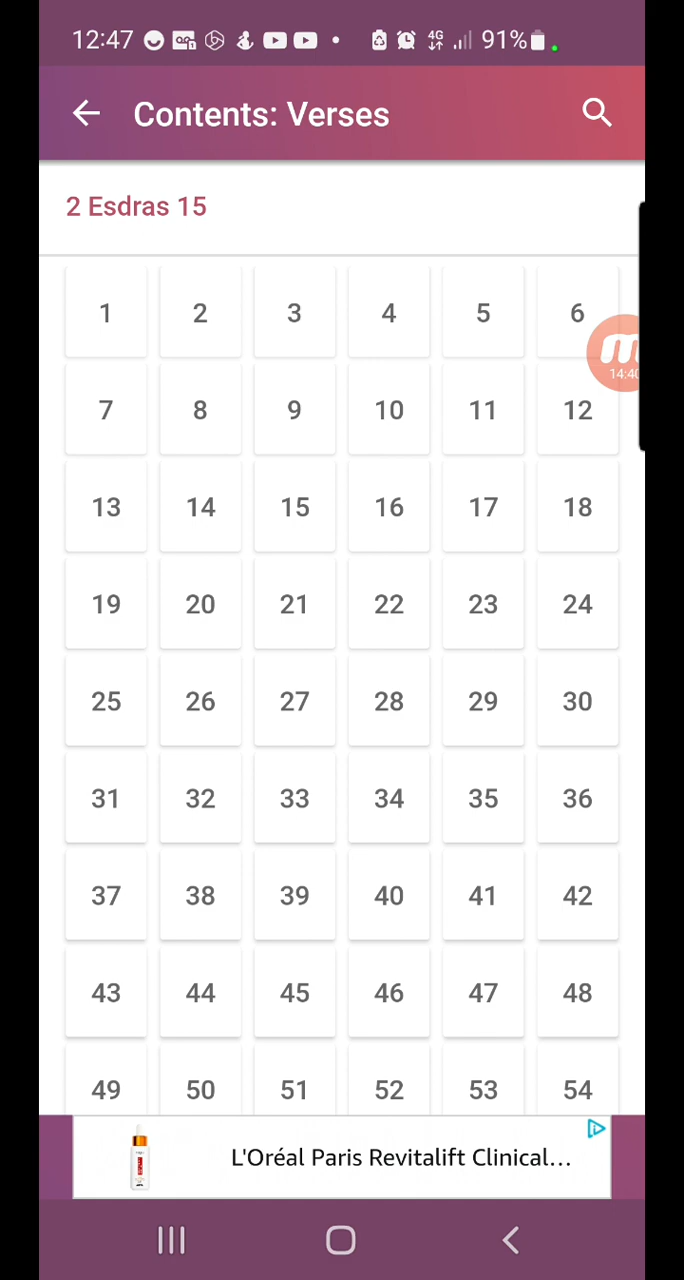 12:47 4G 91%
Contents: Verses
2 Esdras 15
1 2 3 4 5 6
14:40
7 8 9 10 11 12
13 14 15 16 17 18
19 20 21 22 23 24
25 26 27 28 29 30
31 32 33 34 35 36
37 38 39 40 41 42
43 44 45 46 47 48
49 50 51 52 53 54
L'Oréal Paris Revitalift Clinical...